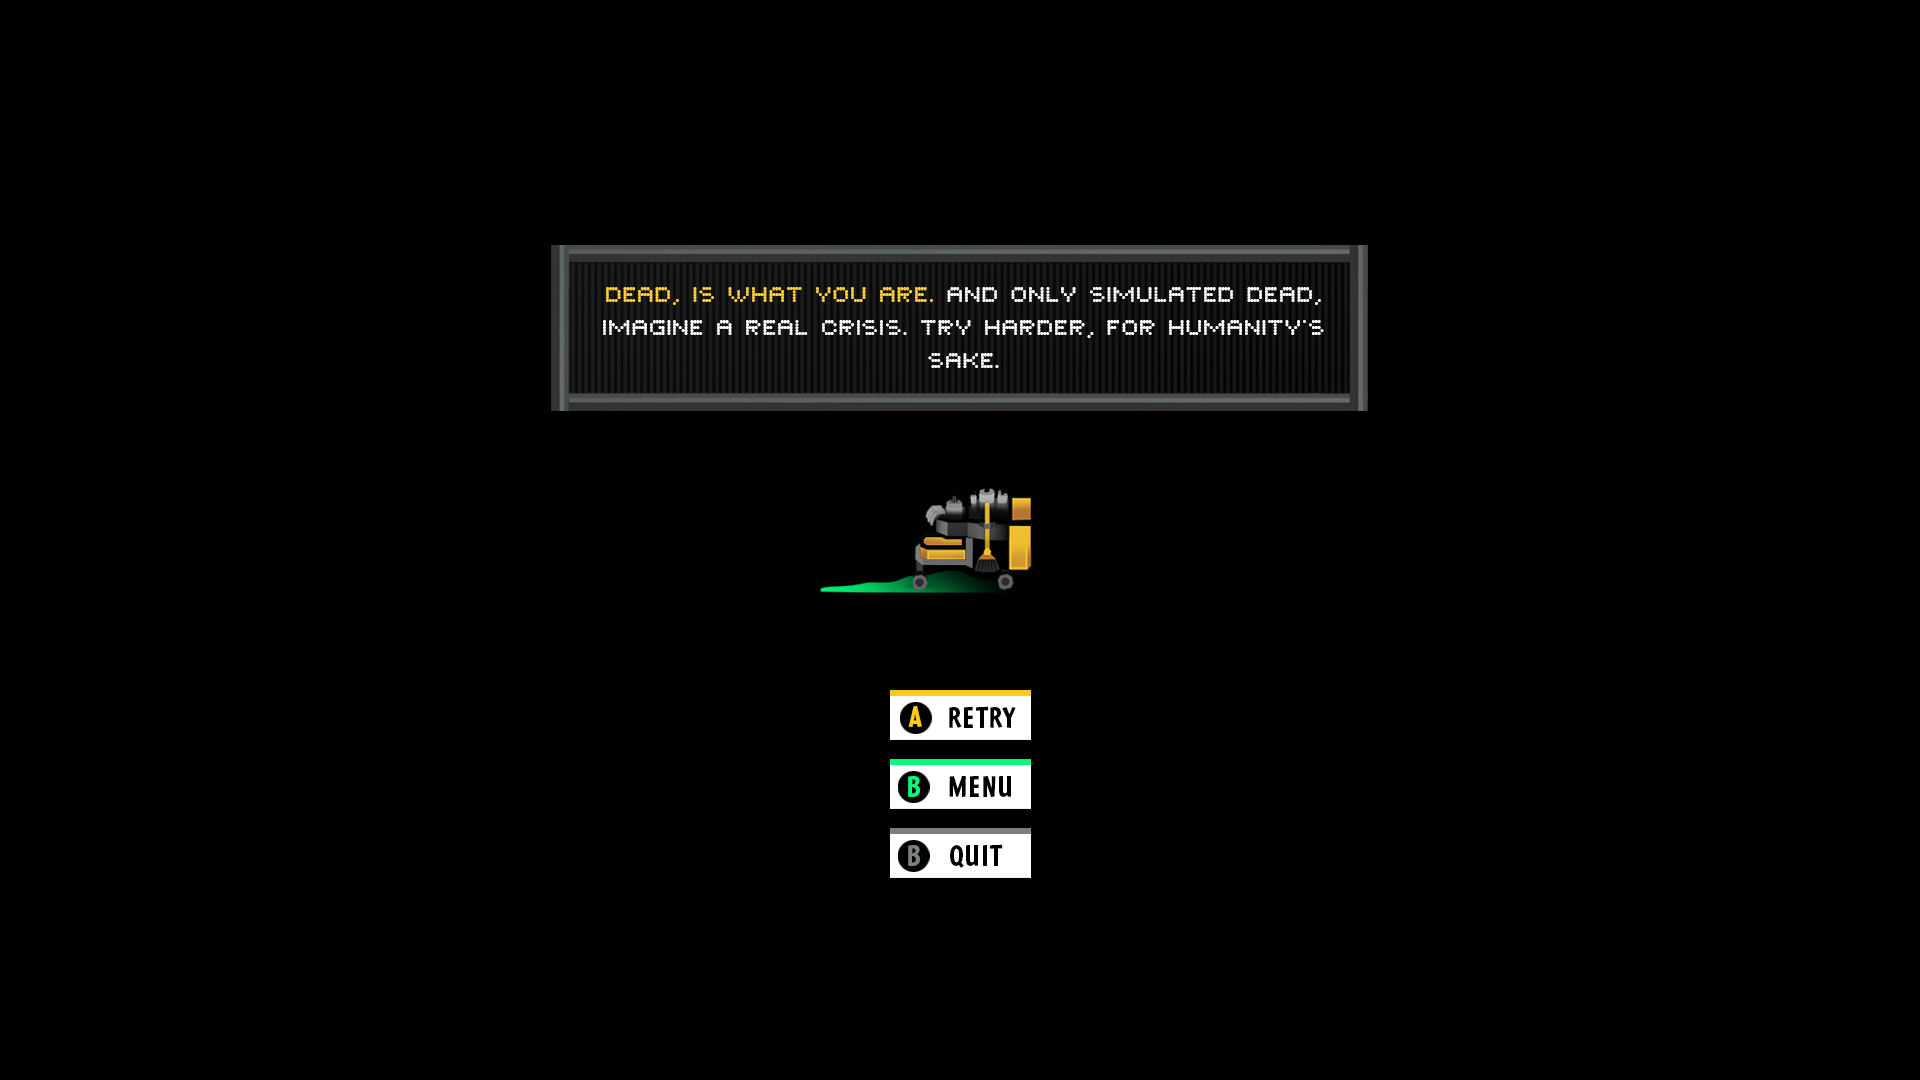 DEAD, IS WHAT YOU ARE. AND ONLY SIMULATED DEAD,
IMAGINE A REAL CRISIS. TRY HARDER, FOR HUMANITY'S
SAKE.
A RETRY
B MENU
B QUIT